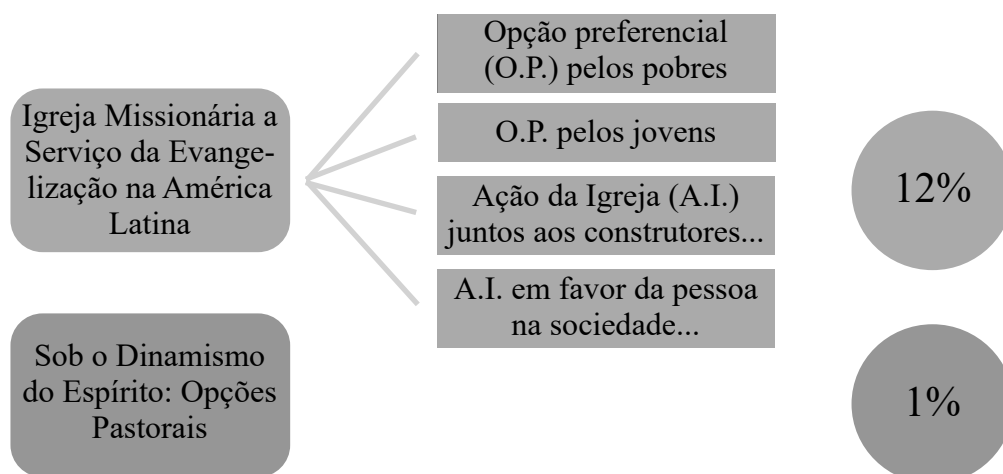 Igreja Missionária a
Serviço da Evange-
lização na América
Latina
Opção preferencial
(O.P.) pelos pobres
O.P. pelos jovens
Ação da Igreja (A.I.)
juntos aos construtores...
A.I. em favor da pessoa
na sociedade...
12%
Sob o Dinamismo
do Espírito: Opções
Pastorais
1%